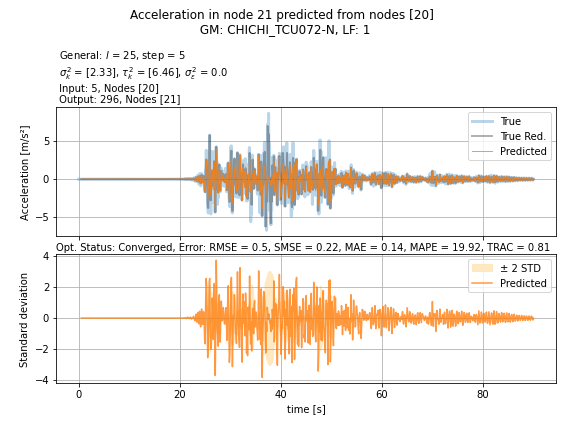 Acceleration in node 21 predicted from nodes [20]
GM: CHICHI_TCU072-N, LF: 1
General: l = 25, step = 5
σ²ₖ = [2.33], τ²ₖ = [6.46], σ²ₑ = 0.0
Input: 5, Nodes [20]
Output: 296, Nodes [21]
True
True Red.
Predicted
5
0
−5
Acceleration [m/s²]
Opt. Status: Converged, Error: RMSE = 0.5, SMSE = 0.22, MAE = 0.14, MAPE = 19.92, TRAC = 0.81
± 2 STD
Predicted
4
2
0
−2
−4
Standard deviation
0 20 40 60 80
time [s]